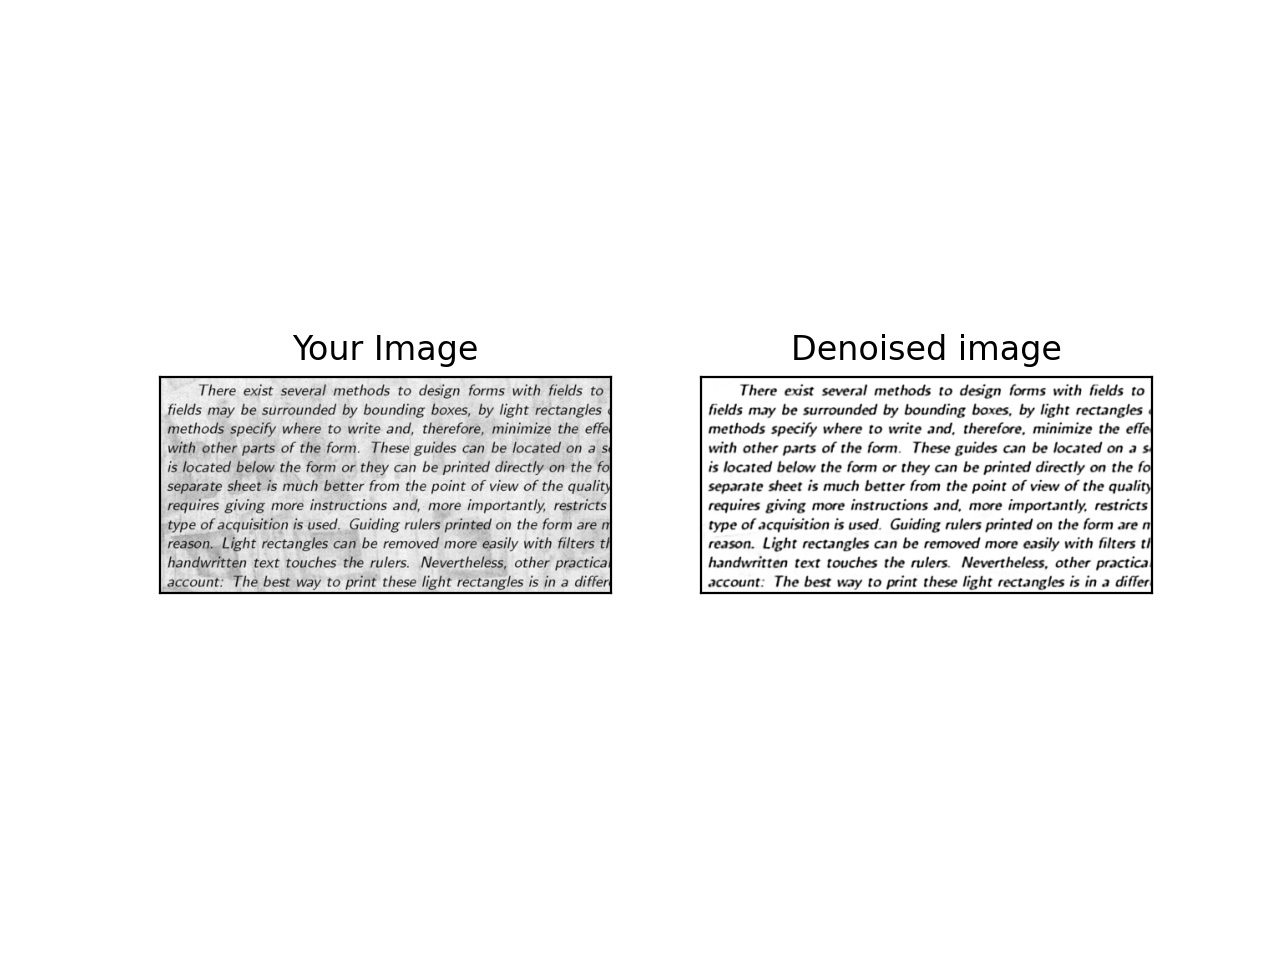 Your Image
There exist several methods to design forms with fields to
fields may be surrounded by bounding boxes, by light rectangles
methods specify where to write and, therefore, minimize the effe
with other parts of the form. These guides can be located on a s
is located below the form or they can be printed directly on the fo
separate sheet is much better from the point of view of the quality
requires giving more instructions and, more importantly, restricts
type of acquisition is used. Guiding rulers printed on the form are
reason. Light rectangles can be removed more easily with filters
handwritten text touches the rulers. Nevertheless, other practical
account: The best way to print these light rectangles is in a differ
Denoised image
There exist several methods to design forms with fields to
fields may be surrounded by bounding boxes, by light rectangles
methods specify where to write and, therefore, minimize the effe
with other parts of the form. These guides can be located on a s
is located below the form or they can be printed directly on the fo
separate sheet is much better from the point of view of the quality
requires giving more instructions and, more importantly, restricts
type of acquisition is used. Guiding rulers printed on the form are
reason. Light rectangles can be removed more easily with filters
handwritten text touches the rulers. Nevertheless, other practical
account: The best way to print these light rectangles is in a differ